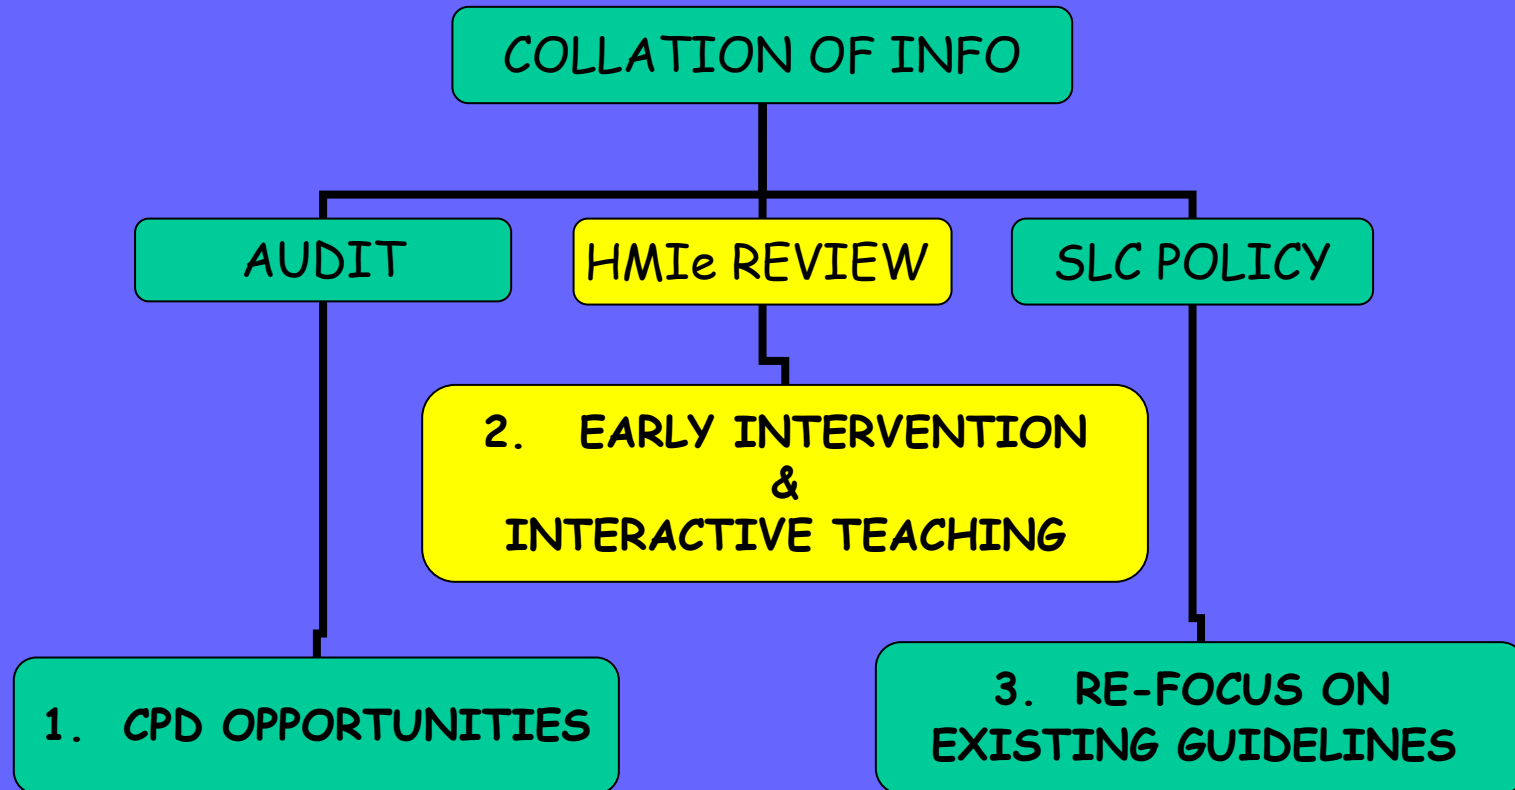 COLLATION OF INFO
AUDIT
HMIe REVIEW
SLC POLICY
2. EARLY INTERVENTION
&
INTERACTIVE TEACHING
1. CPD OPPORTUNITIES
3. RE-FOCUS ON
EXISTING GUIDELINES